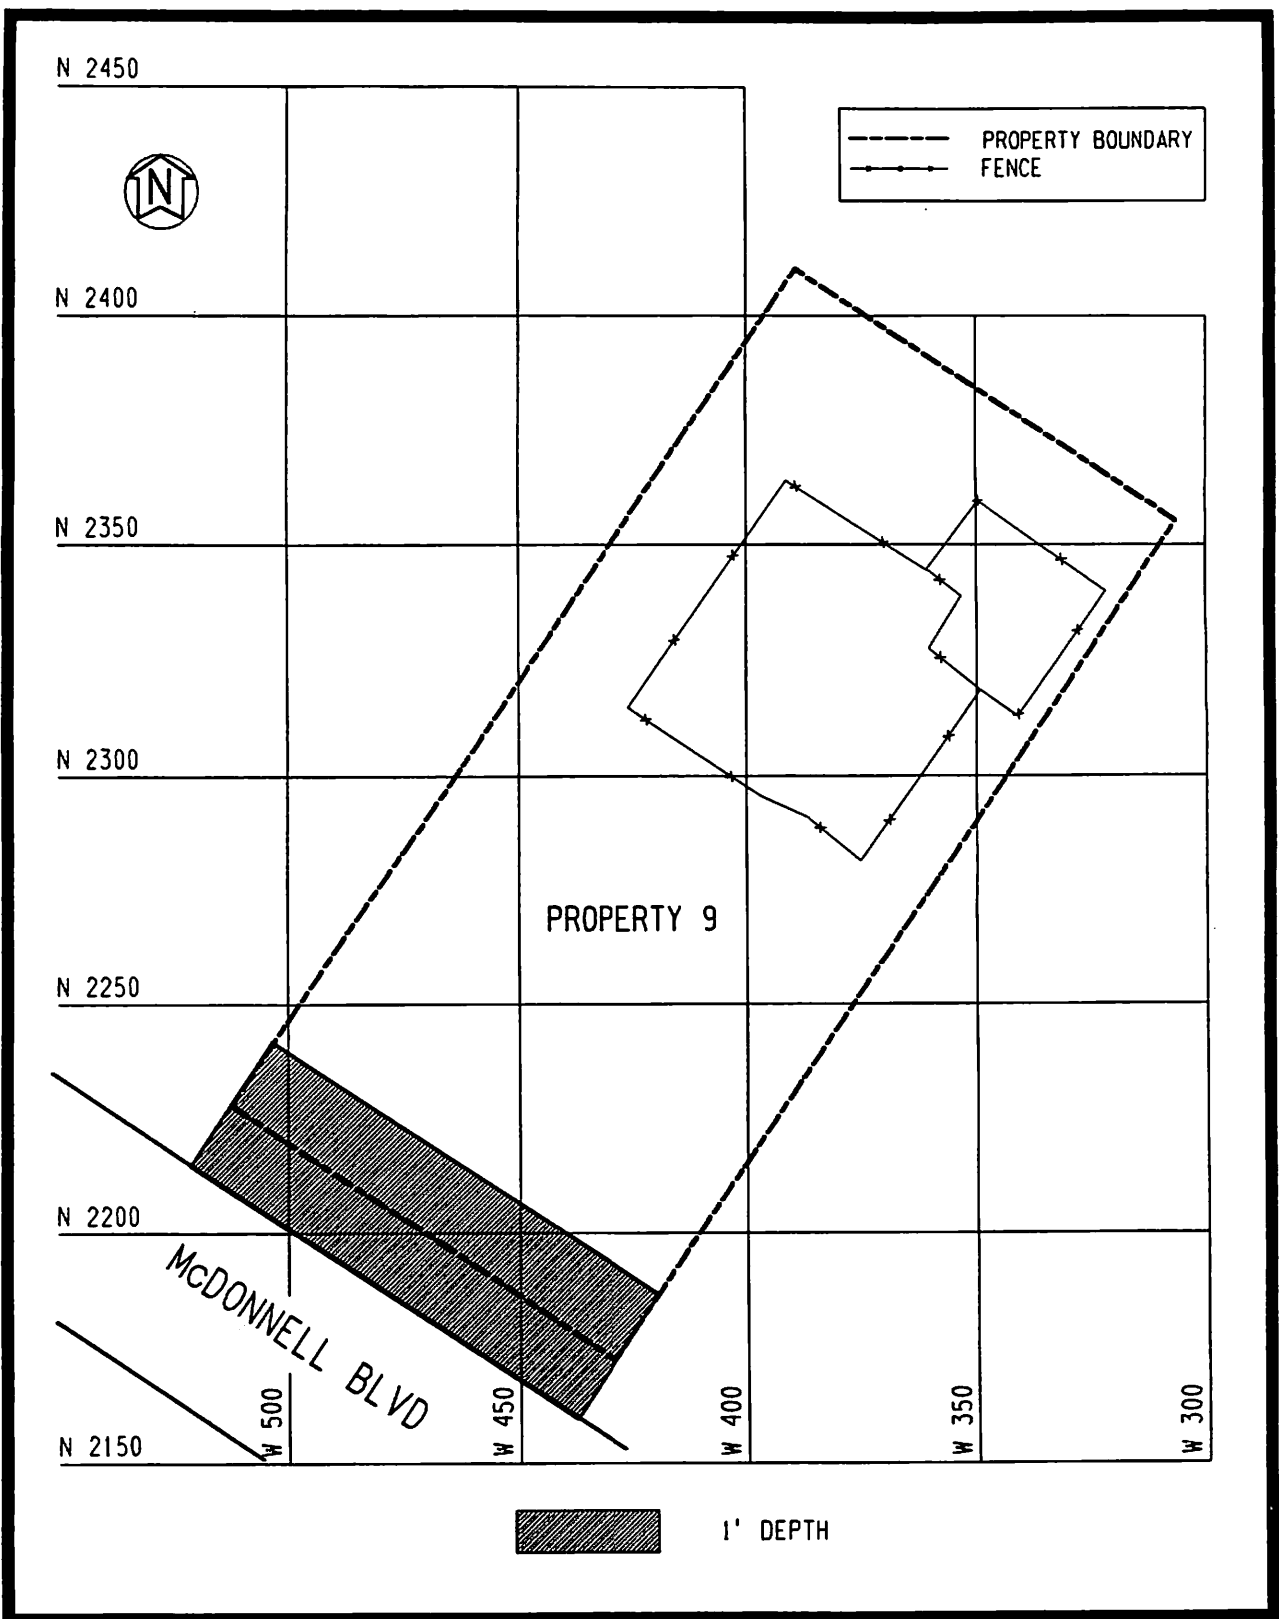 N 2450
PROPERTY BOUNDARY
FENCE
N
N 2400
N 2350
N 2300
PROPERTY 9
N 2250
N 2200
McDONNELL BLVD
W 500
W 450
W 400
W 350
W 300
N 2150
1' DEPTH